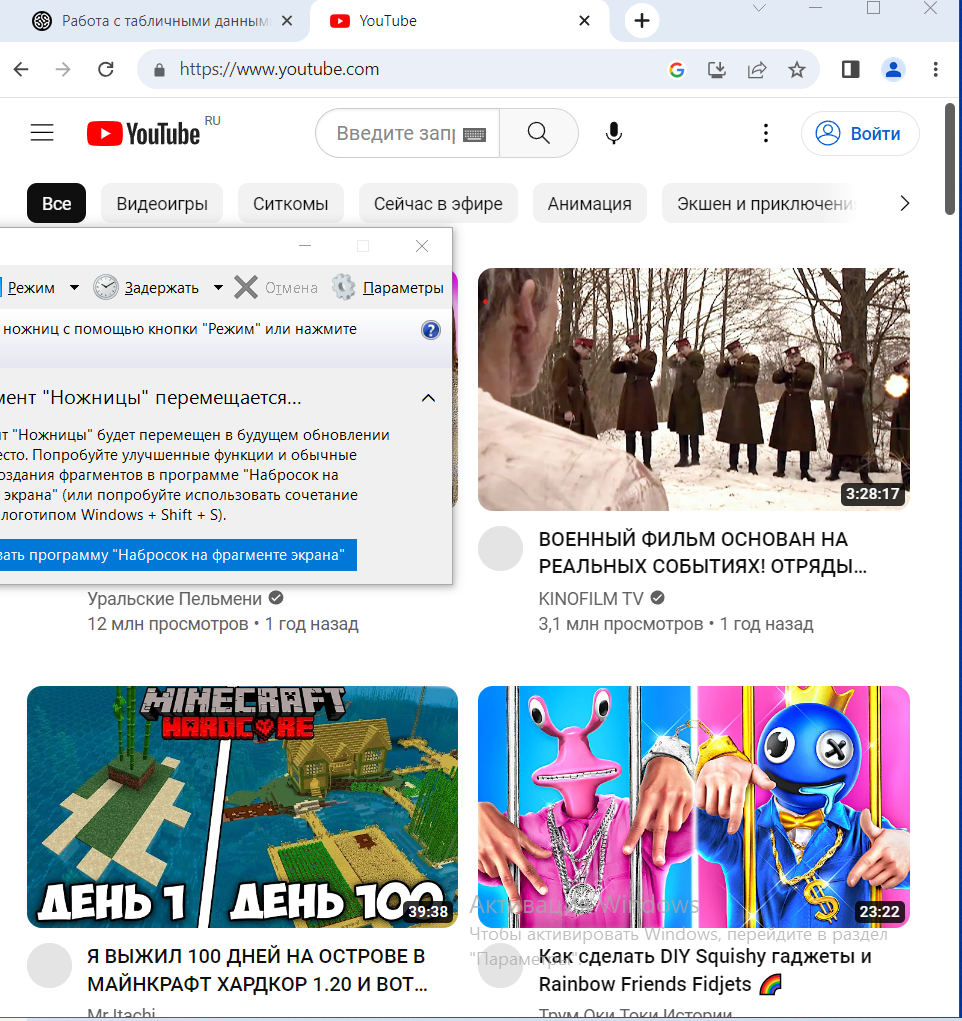 Работа с табличными данным
YouTube
https://www.youtube.com
YouTube RU
Введите зап
Войти
Все
Видеоигры
Ситкомы
Сейчас в эфире
Анимация
Экшен и приключени
Режим
Задержать
Отмена
Параметры
ножниц с помощью кнопки "Режим" или нажмите
мент "Ножницы" перемещается...
нт "Ножницы" будет перемещен в будущем обновлении
есто. Попробуйте улучшенные функции и обычные
оздания фрагментов в программе "Набросок на
экрана" (или попробуйте использовать сочетание
логотипом Windows + Shift + S).
вать программу "Набросок на фрагменте экрана"
Уральские Пельмени
12 млн просмотров • 1 год назад
3:28:17
ВОЕННЫЙ ФИЛЬМ ОСНОВАН НА
РЕАЛЬНЫХ СОБЫТИЯХ! ОТРЯДЫ...
KINOFILM TV
3,1 млн просмотров • 1 год назад
MINECRAFT
HARDCORE
ДЕНЬ 1
ДЕНЬ 100
39:38
Я ВЫЖИЛ 100 ДНЕЙ НА ОСТРОВЕ В
МАЙНКРАФТ ХАРДКОР 1.20 И ВОТ...
Mr.Itachi
$
23:22
Активация Windows
Чтобы активировать Windows, перейдите в раздел
"Параметры".
Как сделать DIY Squishy гаджеты и
Rainbow Friends Fidjets 🌈
Трум Оки Токи Истории